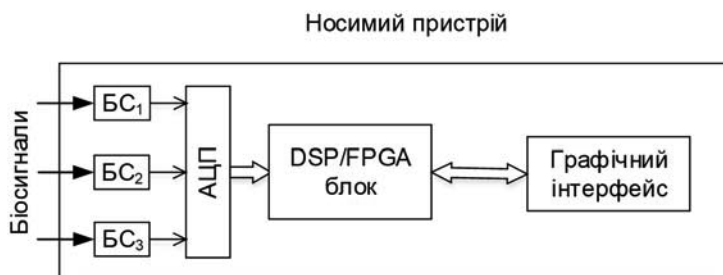 Носимий пристрій
Біосигнали
БС₁
БС₂
БС₃
АЦП
DSP/FPGA
блок
Графічний
інтерфейс